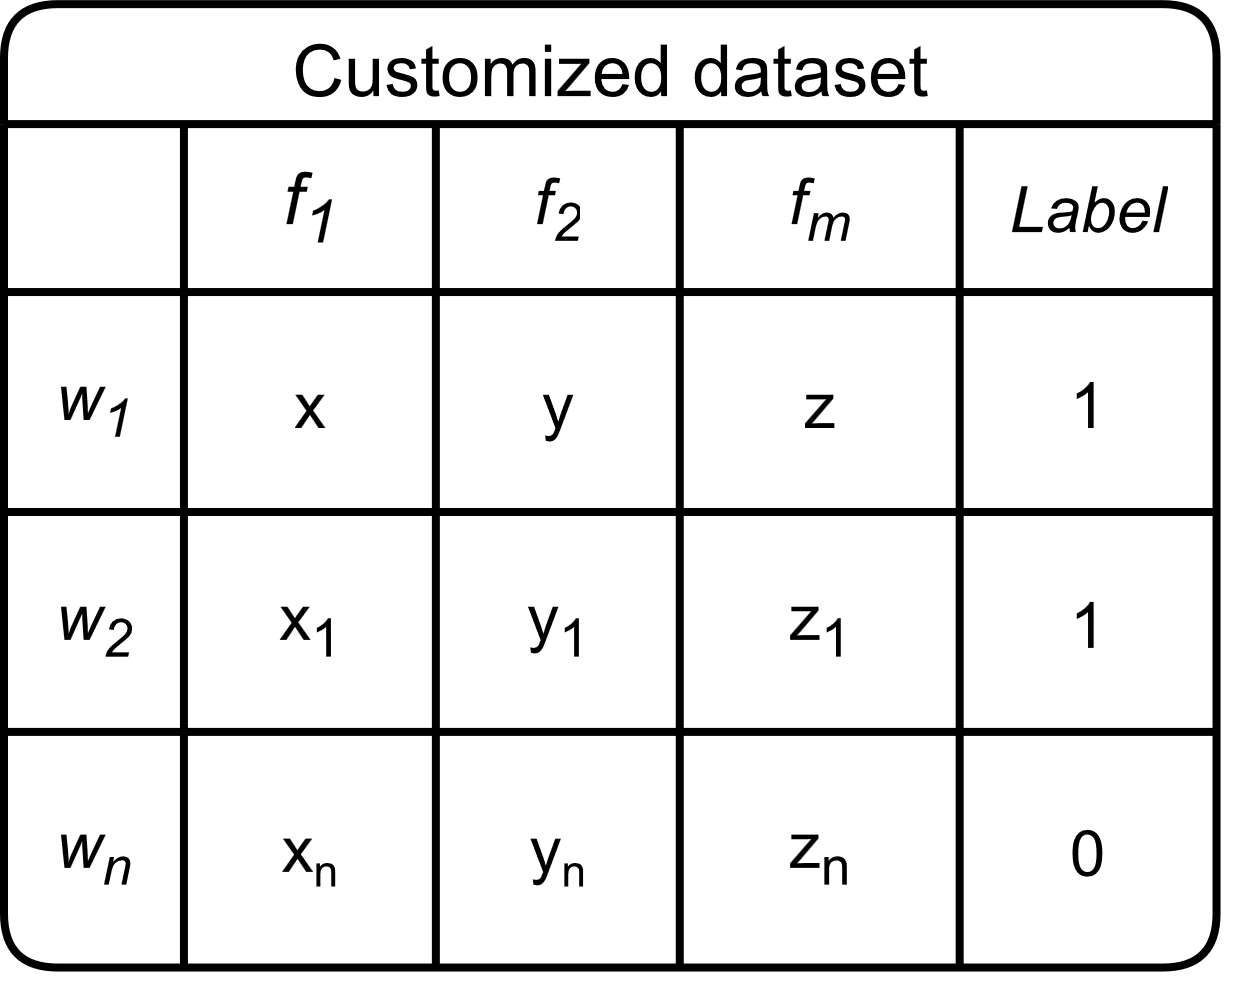 Customized dataset
f1 f2 fm Label
w1 x y z 1
w2 x1 y1 z1 1
wn xn yn zn 0